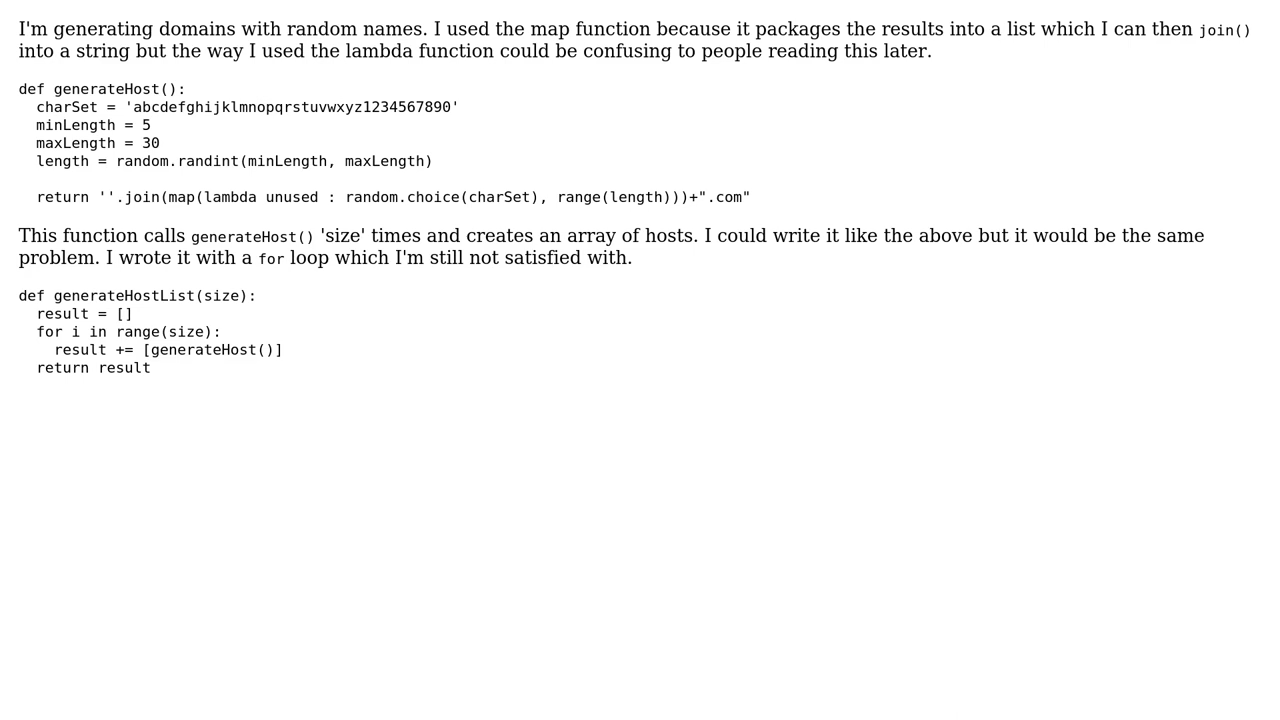 I'm generating domains with random names. I used the map function because it packages the results into a list which I can then join()
into a string but the way I used the lambda function could be confusing to people reading this later.
def generateHost():
  charSet = 'abcdefghijklmnopqrstuvwxyz1234567890'
  minLength = 5
  maxLength = 30
  length = random.randint(minLength, maxLength)
  return ''.join(map(lambda unused : random.choice(charSet), range(length)))+".com"
This function calls generateHost() 'size' times and creates an array of hosts. I could write it like the above but it would be the same
problem. I wrote it with a for loop which I'm still not satisfied with.
def generateHostList(size):
  result = []
  for i in range(size):
    result += [generateHost()]
  return result